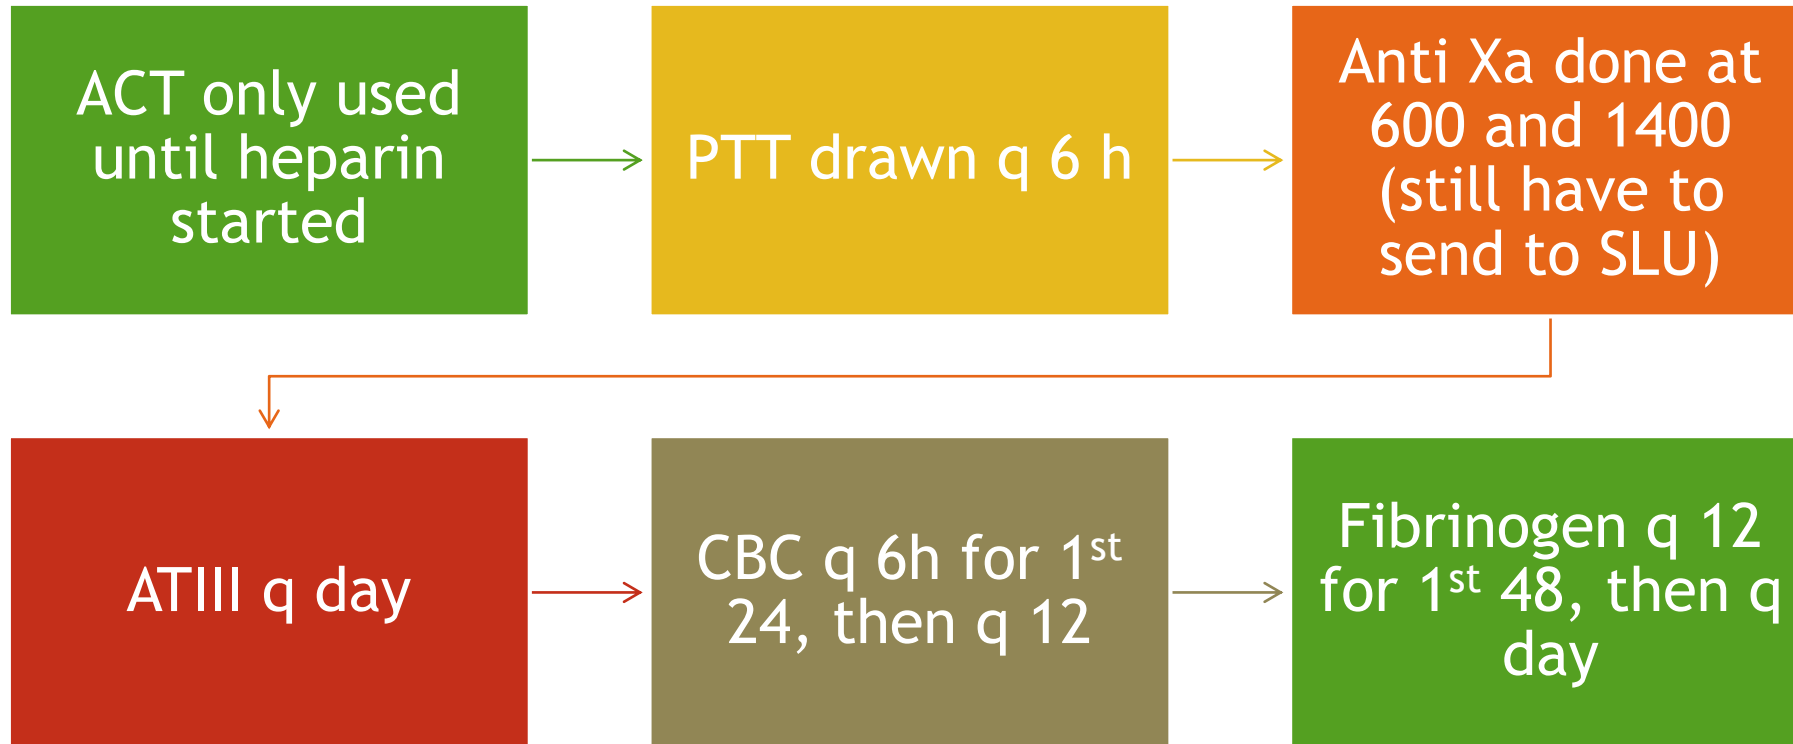 ACT only used
until heparin
started
PTT drawn q 6 h
Anti Xa done at
600 and 1400
(still have to
send to SLU)
ATIII q day
CBC q 6h for 1st
24, then q 12
Fibrinogen q 12
for 1st 48, then q
day